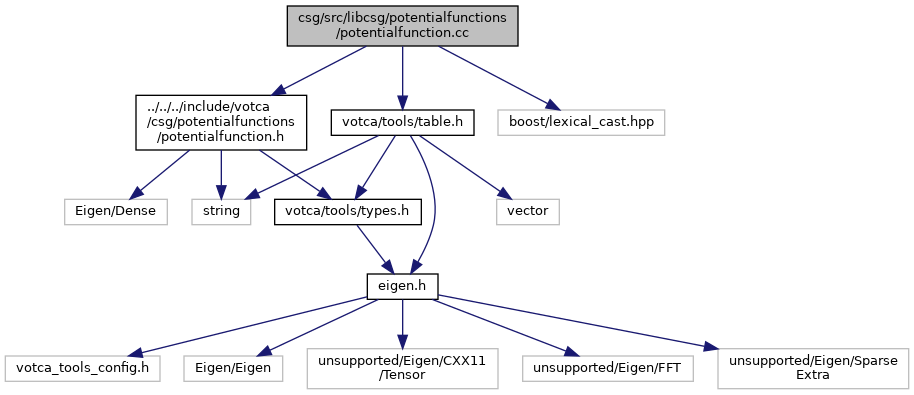 csg/src/libcsg/potentialfunctions
/potentialfunction.cc
../../../include/votca
/csg/potentialfunctions
/potentialfunction.h
votca/tools/table.h
boost/lexical_cast.hpp
Eigen/Dense
string
votca/tools/types.h
vector
eigen.h
votca_tools_config.h
Eigen/Eigen
unsupported/Eigen/CXX11
/Tensor
unsupported/Eigen/FFT
unsupported/Eigen/Sparse
Extra